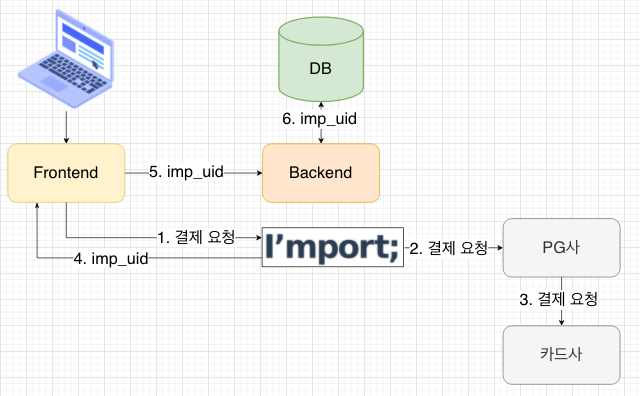 DB
6. imp_uid
Frontend
5. imp_uid
Backend
1. 결제 요청
I'mport;
2. 결제 요청
PG사
4. imp_uid
3. 결제 요청
카드사